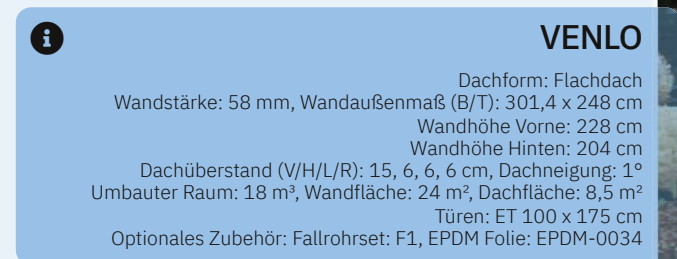 VENLO
Dachform: Flachdach
Wandstärke: 58 mm, Wandaußenmaß (B/T): 301,4 x 248 cm
Wandhöhe Vorne: 228 cm
Wandhöhe Hinten: 204 cm
Dachüberstand (V/H/L/R): 15, 6, 6, 6 cm, Dachneigung: 1°
Umbauter Raum: 18 m³, Wandfläche: 24 m², Dachfläche: 8,5 m²
Türen: ET 100 x 175 cm
Optionales Zubehör: Fallrohrset: F1, EPDM Folie: EPDM-0034